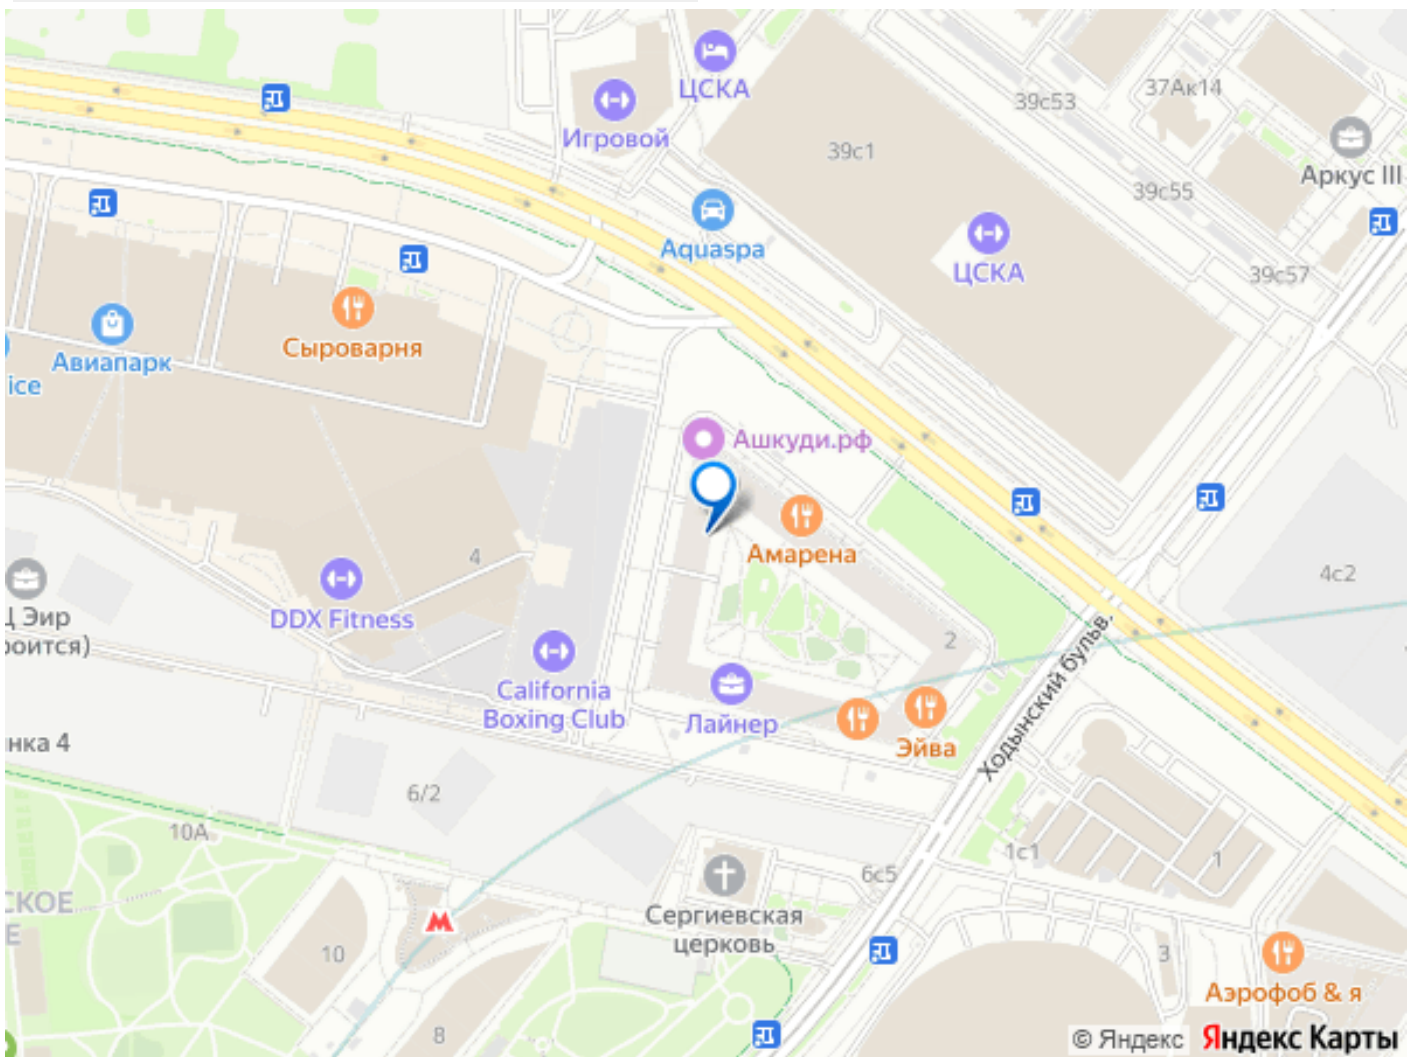 ЦСКА
Игровой
39с53
37Ак14
39с1
Аркус III
39с55
Aquaspa
ЦСКА
39с57
Сыроварня
Авиапарк
ice
Ашкуди.рф
Амарена
4
4с2
DDX Fitness
Ц Эир
роится)
2
Ходынский бульв.
California
Boxing Club
Лайнер
Эйва
нка 4
6/2
10А
1с1
1
6с5
СКОЕ
Е
Сергиевская
церковь
10
3
8
Аэрофоб & я
© Яндекс Яндекс Карты